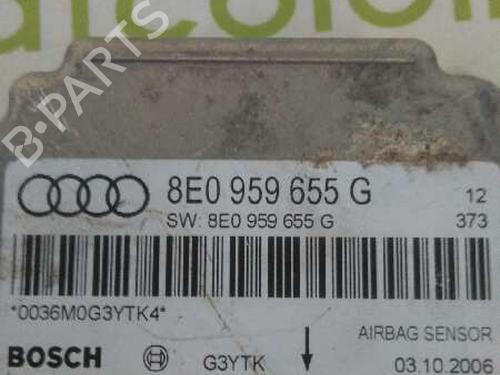 B-PARTS
8E0 959 655 G 12
SW: 8E0 959 655 G 373
*0036M0G3YTK4*
AIRBAG SENSOR
BOSCH G3YTK 03.10.2006